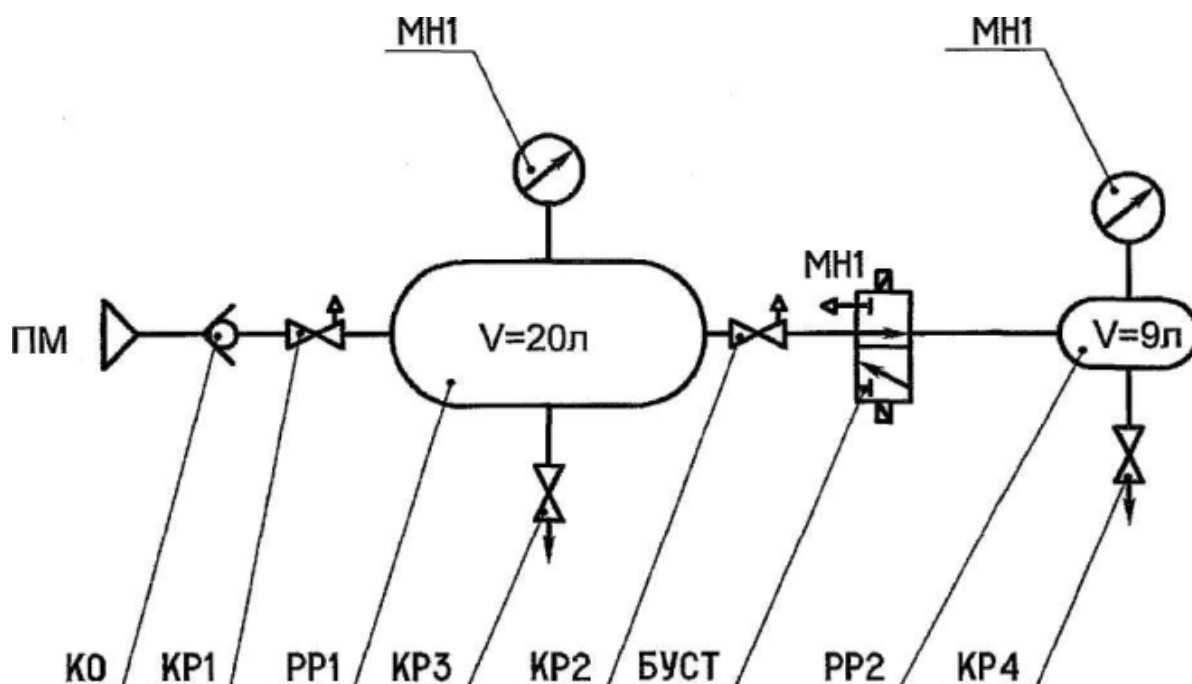 МН1
МН1
МН1
ПМ
V=20л
V=9л
КО
КР1
РР1
КР3
КР2
БУСТ
РР2
КР4